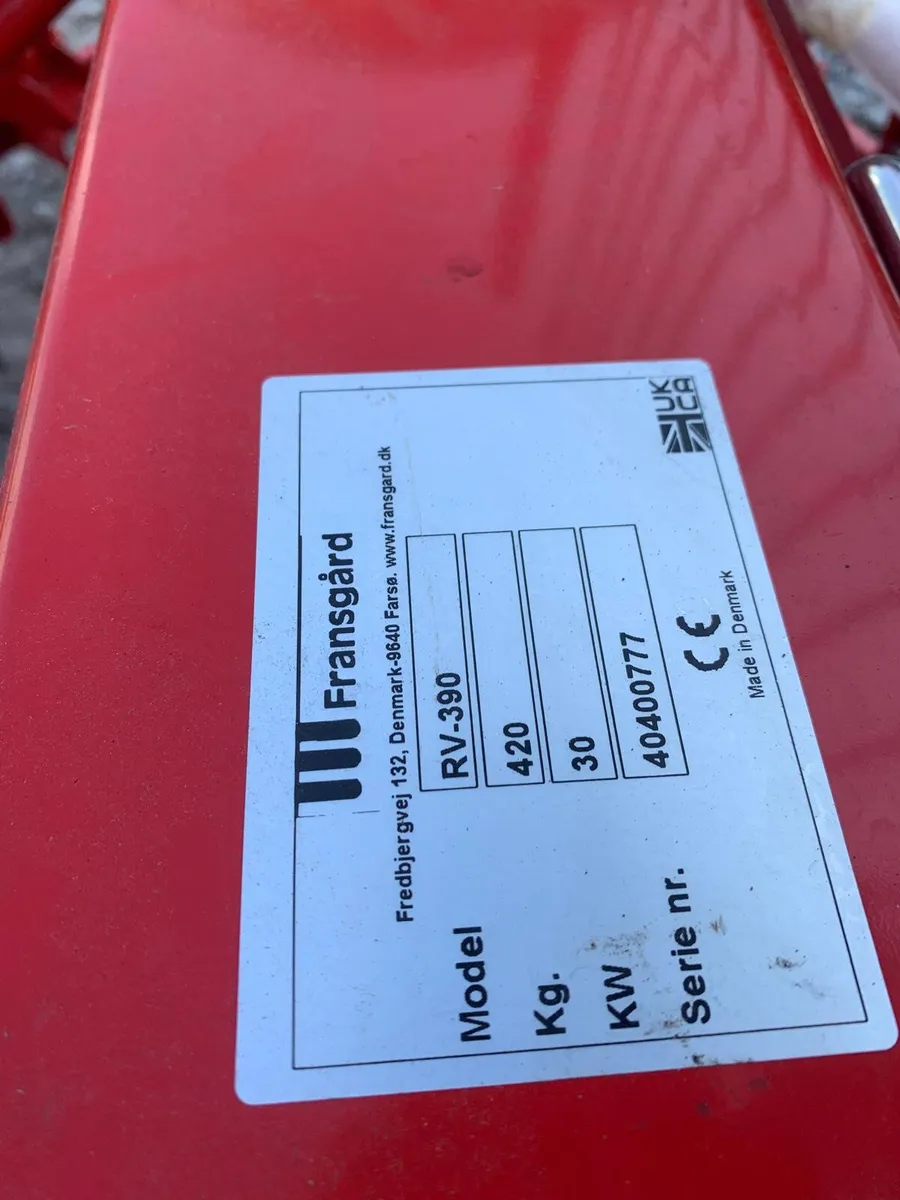 Fransgård
Fredbjergvej 132, Denmark-9640 Farsø. www.fransgard.dk
Model RV-390
Kg. 420
KW 30
Serie nr. 40400777
CE
UK
CA
Made in Denmark